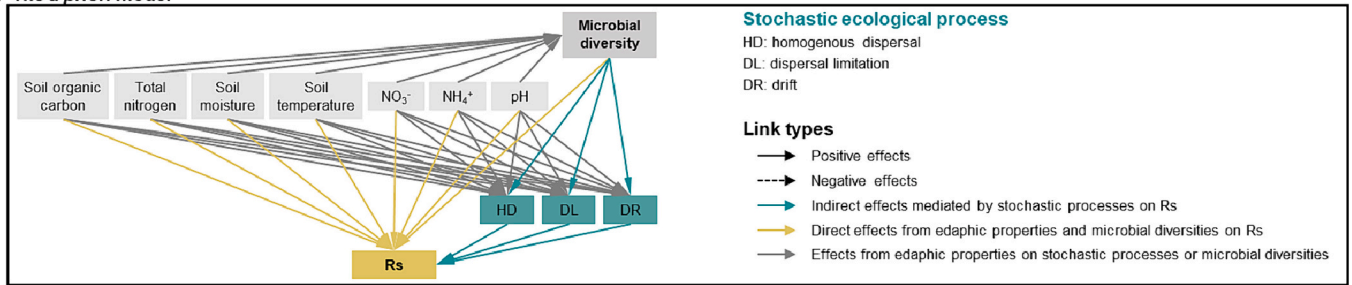 Microbial
diversity
Soil organic
carbon
Total
nitrogen
Soil
moisture
Soil
temperature
NO₃⁻
NH₄⁺
pH
HD
DL
DR
Rs
Stochastic ecological process
HD: homogenous dispersal
DL: dispersal limitation
DR: drift
Link types
Positive effects
Negative effects
Indirect effects mediated by stochastic processes on Rs
Direct effects from edaphic properties and microbial diversities on Rs
Effects from edaphic properties on stochastic processes or microbial diversities